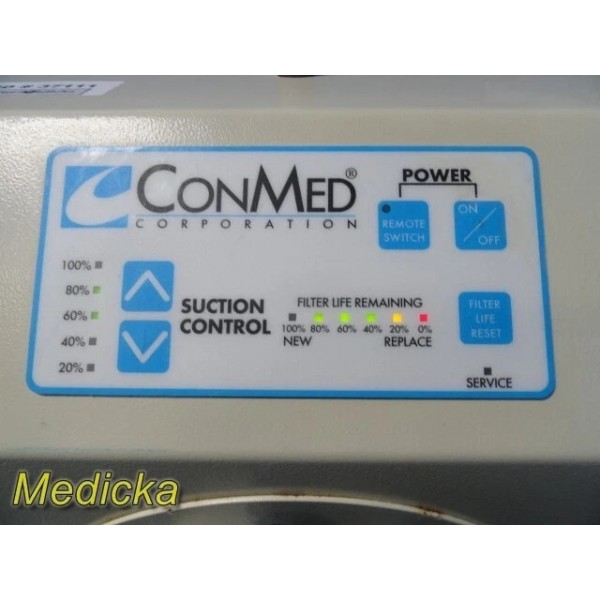 CONMED®
CORPORATION
POWER
REMOTE
SWITCH
ON
OFF
100%
80%
60%
40%
20%
SUCTION
CONTROL
FILTER LIFE REMAINING
100% 80% 60% 40% 20% 0%
NEW REPLACE
FILTER
LIFE
RESET
SERVICE
Medicka